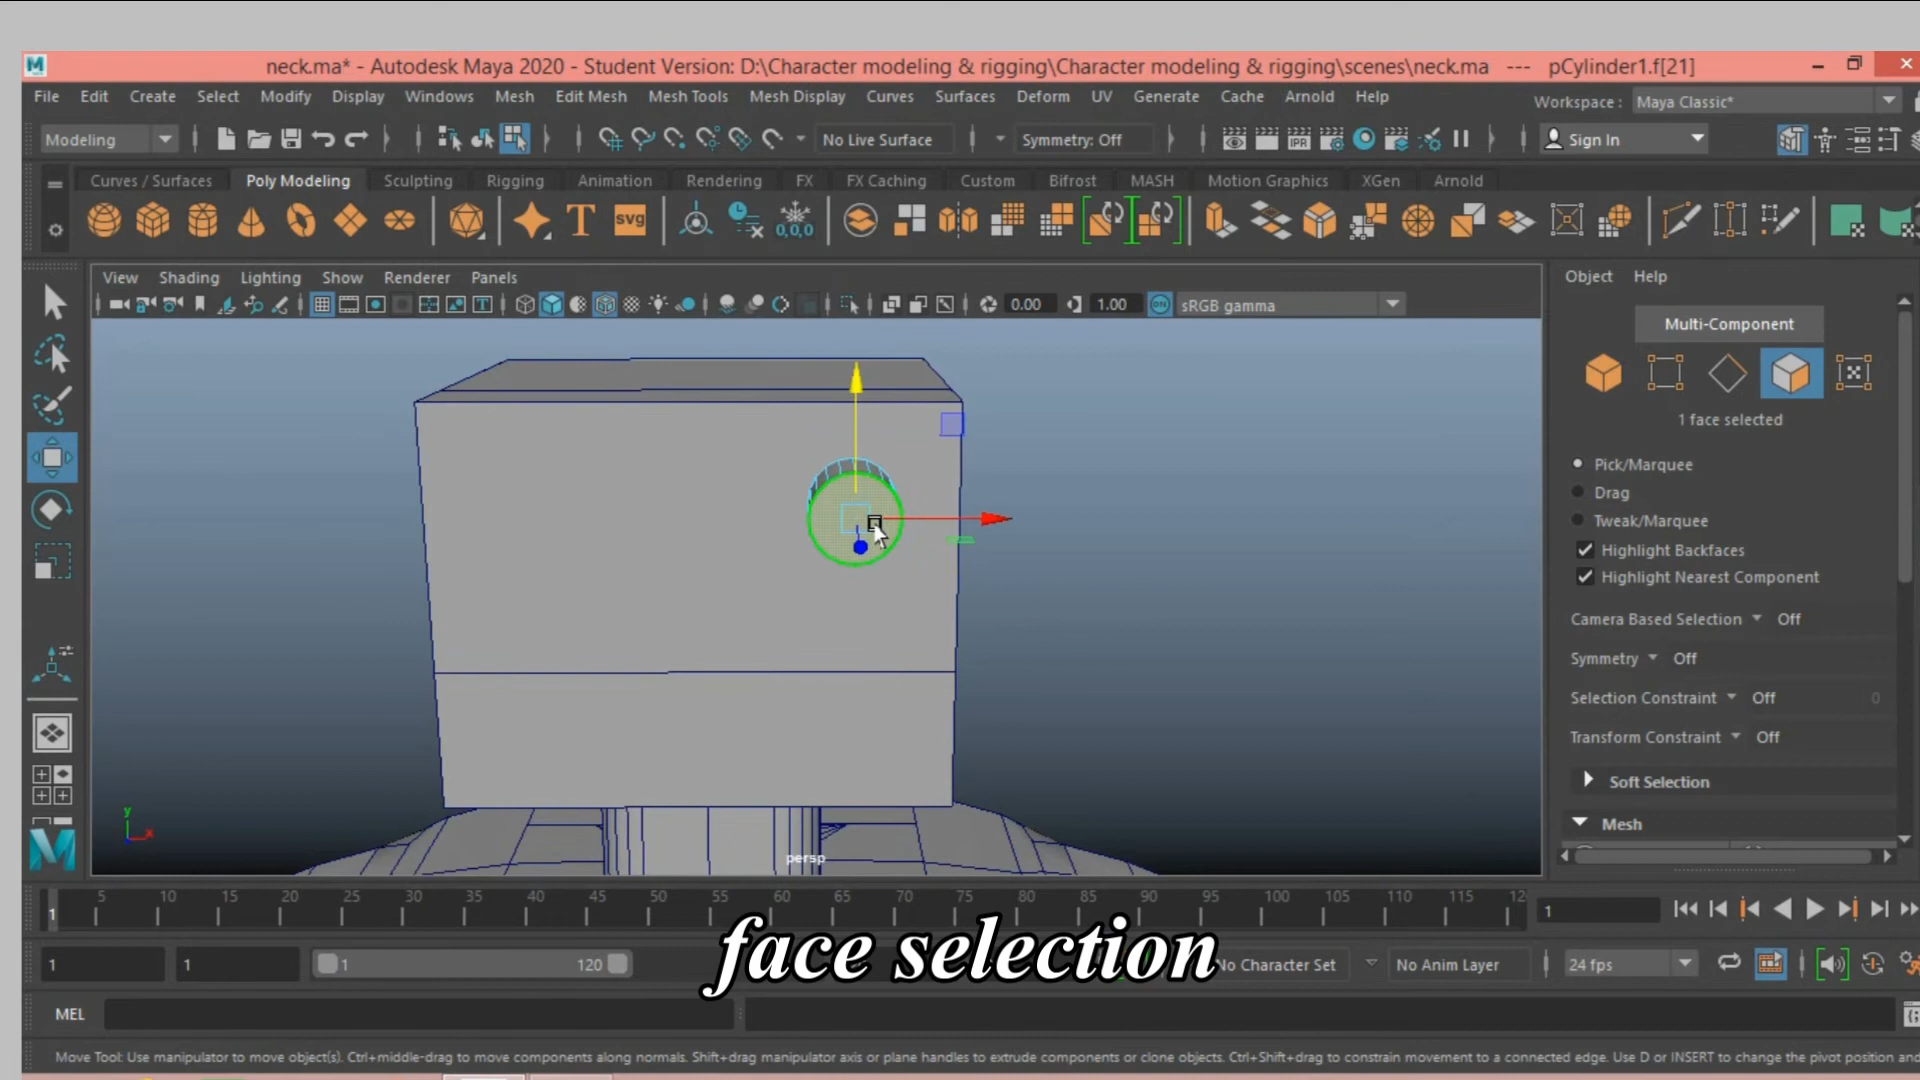 neck.ma* - Autodesk Maya 2020 - Student Version: D:\Character modeling & rigging\Character modeling & rigging\scenes\neck.ma --- pCylinder1.f[21]
File Edit Create Select Modify Display Windows Mesh Edit Mesh Mesh Tools Mesh Display Curves Surfaces Deform UV Generate Cache Arnold Help
Workspace: Maya Classic*
Modeling No Live Surface Symmetry: Off Sign In
Curves / Surfaces Poly Modeling Sculpting Rigging Animation Rendering FX FX Caching Custom Bifrost MASH Motion Graphics XGen Arnold
T svg 0,0,0
View Shading Lighting Show Renderer Panels
0.00 1.00 ON sRGB gamma
Object Help
Multi-Component
1 face selected
Pick/Marquee
Drag
Tweak/Marquee
Highlight Backfaces
Highlight Nearest Component
Camera Based Selection Off
Symmetry Off
Selection Constraint Off 0
Transform Constraint Off
Soft Selection
Mesh
y
x
persp
1 5 10 15 20 25 30 35 40 45 50 55 60 65 70 75 80 85 90 95 100 105 110 115 12 1
face selection
1 1 1 120 No Character Set No Anim Layer 24 fps
MEL
Move Tool: Use manipulator to move object(s). Ctrl+middle-drag to move components along normals. Shift+drag manipulator axis or plane handles to extrude components or clone objects. Ctrl+Shift+drag to constrain movement to a connected edge. Use D or INSERT to change the pivot position and